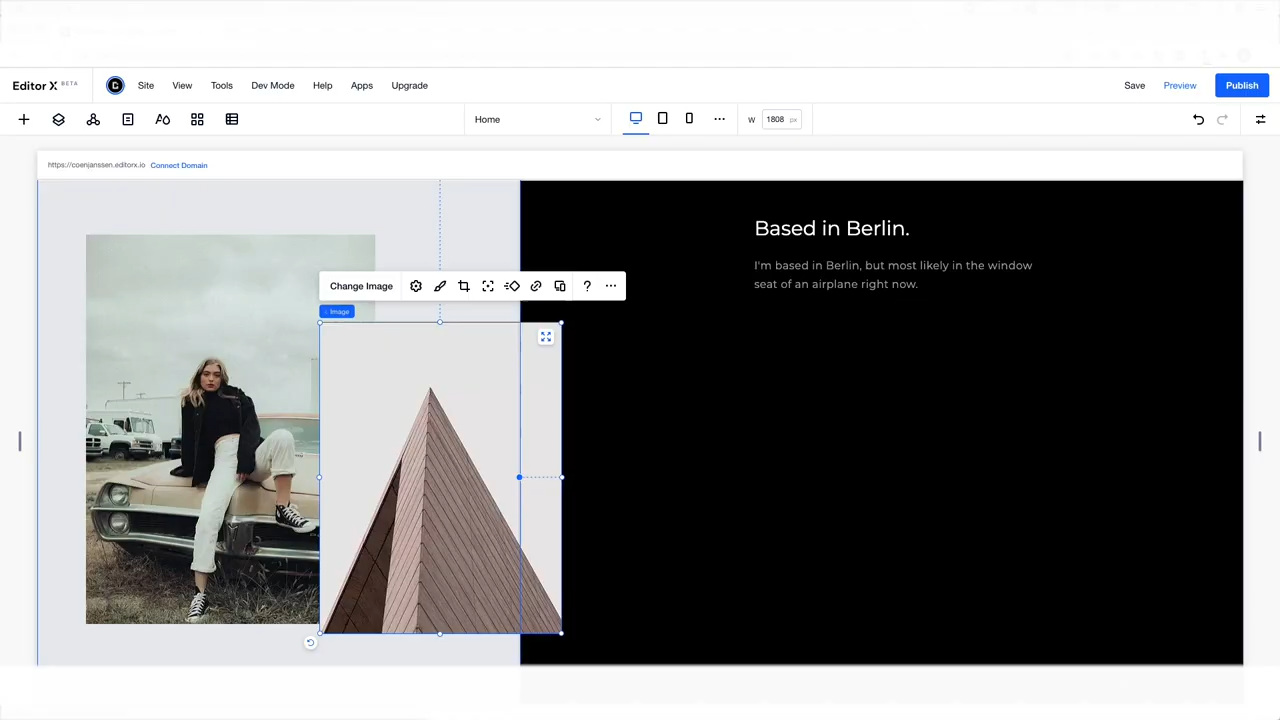 Editor X BETA
Site View Tools Dev Mode Help Apps Upgrade
Save Preview Publish
Home
W 1808 px
https://coenjanssen.editorx.io Connect Domain
Based in Berlin.
I'm based in Berlin, but most likely in the window
seat of an airplane right now.
Change Image
?
Image